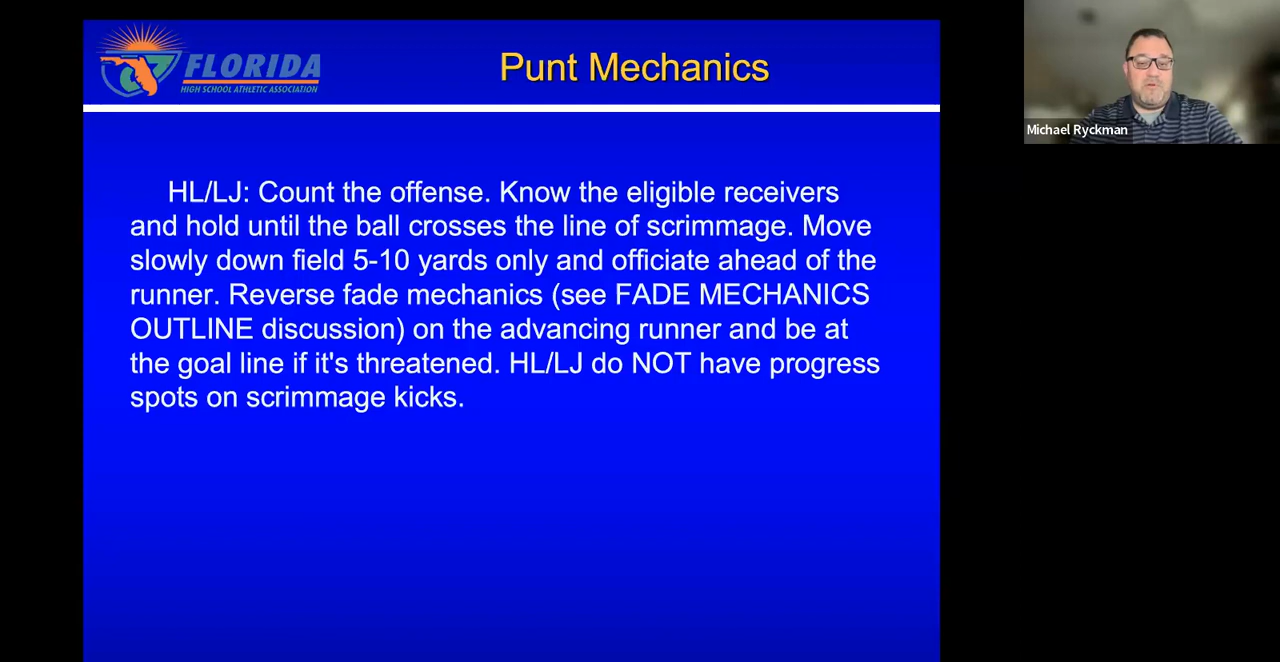 FLORIDA
HIGH SCHOOL ATHLETIC ASSOCIATION
Punt Mechanics
Michael Ryckman
HL/LJ: Count the offense. Know the eligible receivers
and hold until the ball crosses the line of scrimmage. Move
slowly down field 5-10 yards only and officiate ahead of the
runner. Reverse fade mechanics (see FADE MECHANICS
OUTLINE discussion) on the advancing runner and be at
the goal line if it's threatened. HL/LJ do NOT have progress
spots on scrimmage kicks.